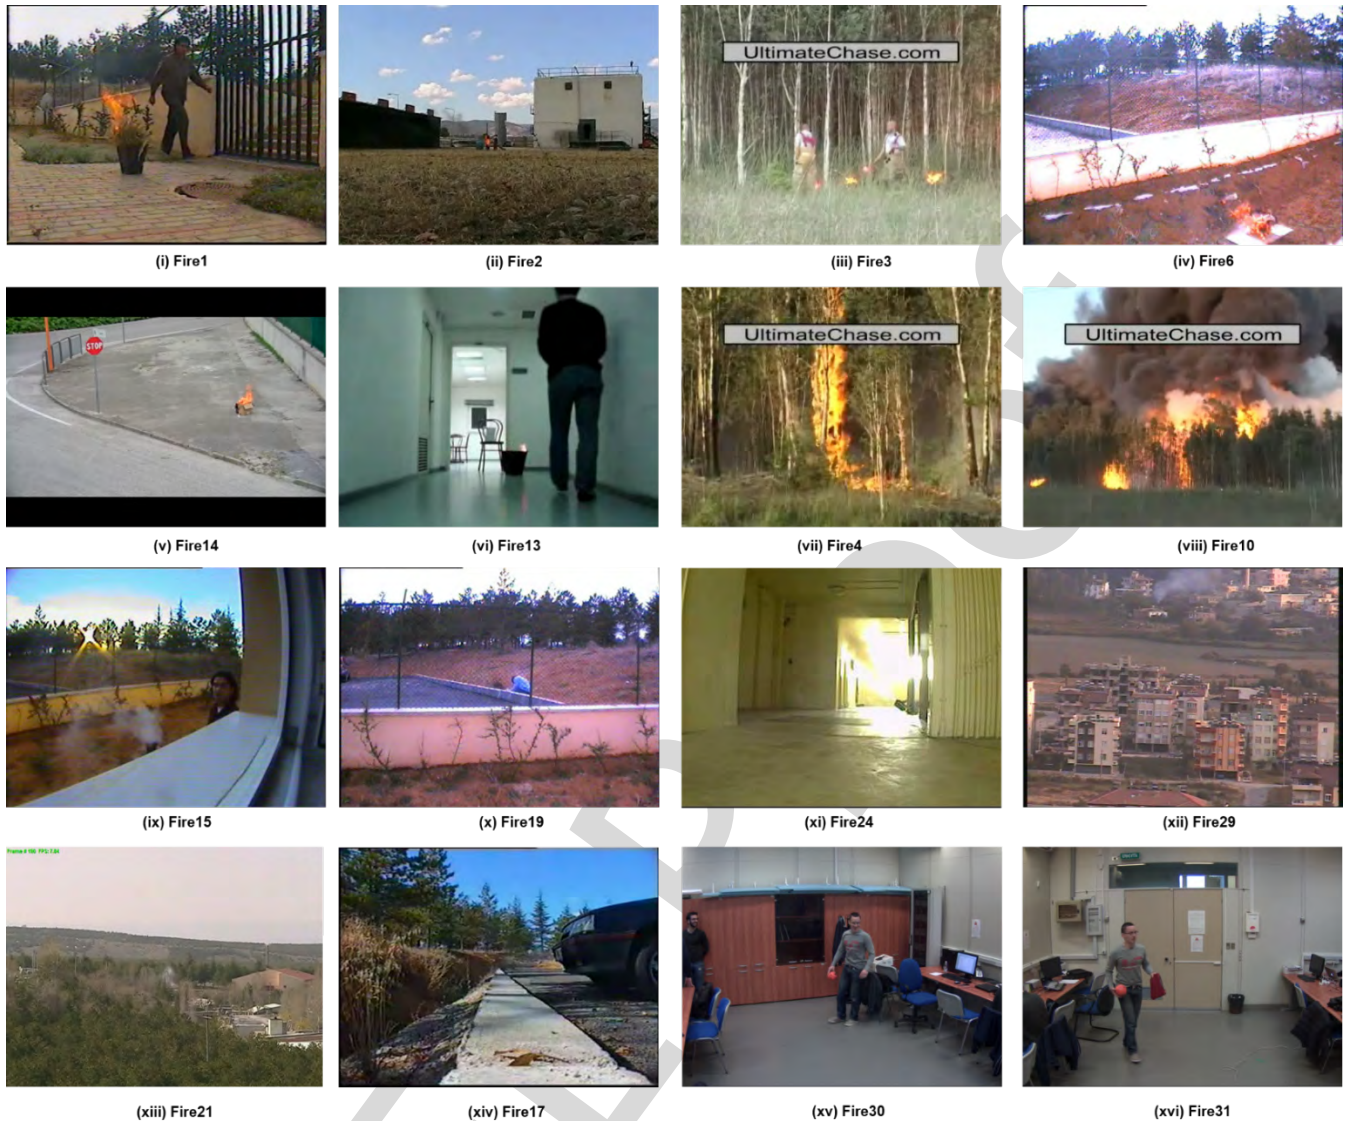 UltimateChase.com
(i) Fire1
(ii) Fire2
(iii) Fire3
(iv) Fire6
STOP
UltimateChase.com
UltimateChase.com
(v) Fire14
(vi) Fire13
(vii) Fire4
(viii) Fire10
(ix) Fire15
(x) Fire19
(xi) Fire24
(xii) Fire29
(xiii) Fire21
(xiv) Fire17
(xv) Fire30
(xvi) Fire31